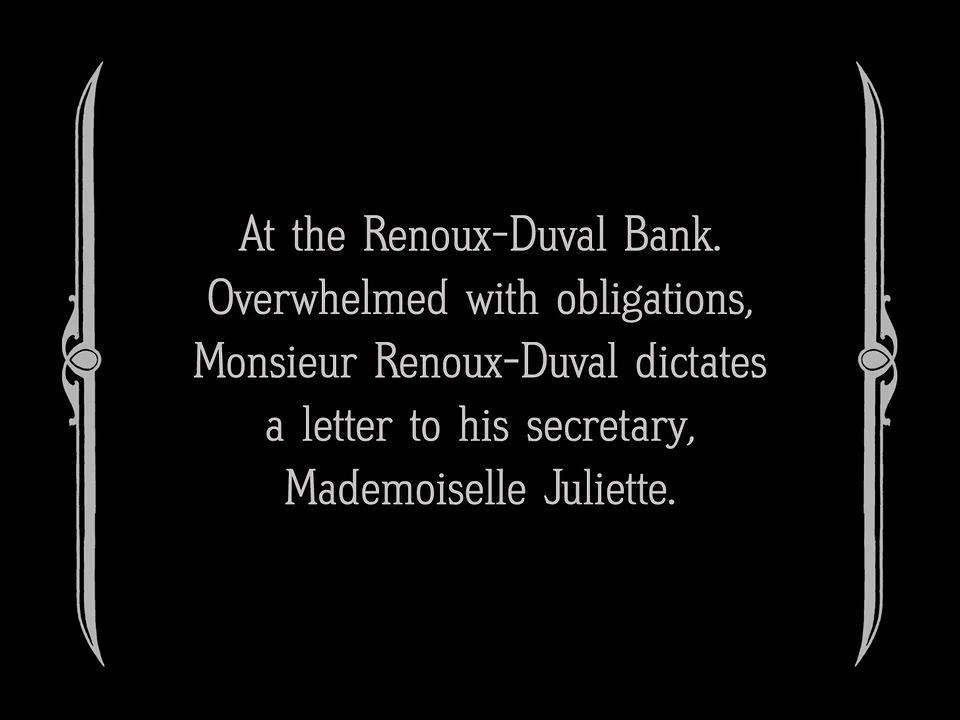 At the Renoux-Duval Bank.
Overwhelmed with obligations,
Monsieur Renoux-Duval dictates
a letter to his secretary,
Mademoiselle Juliette.